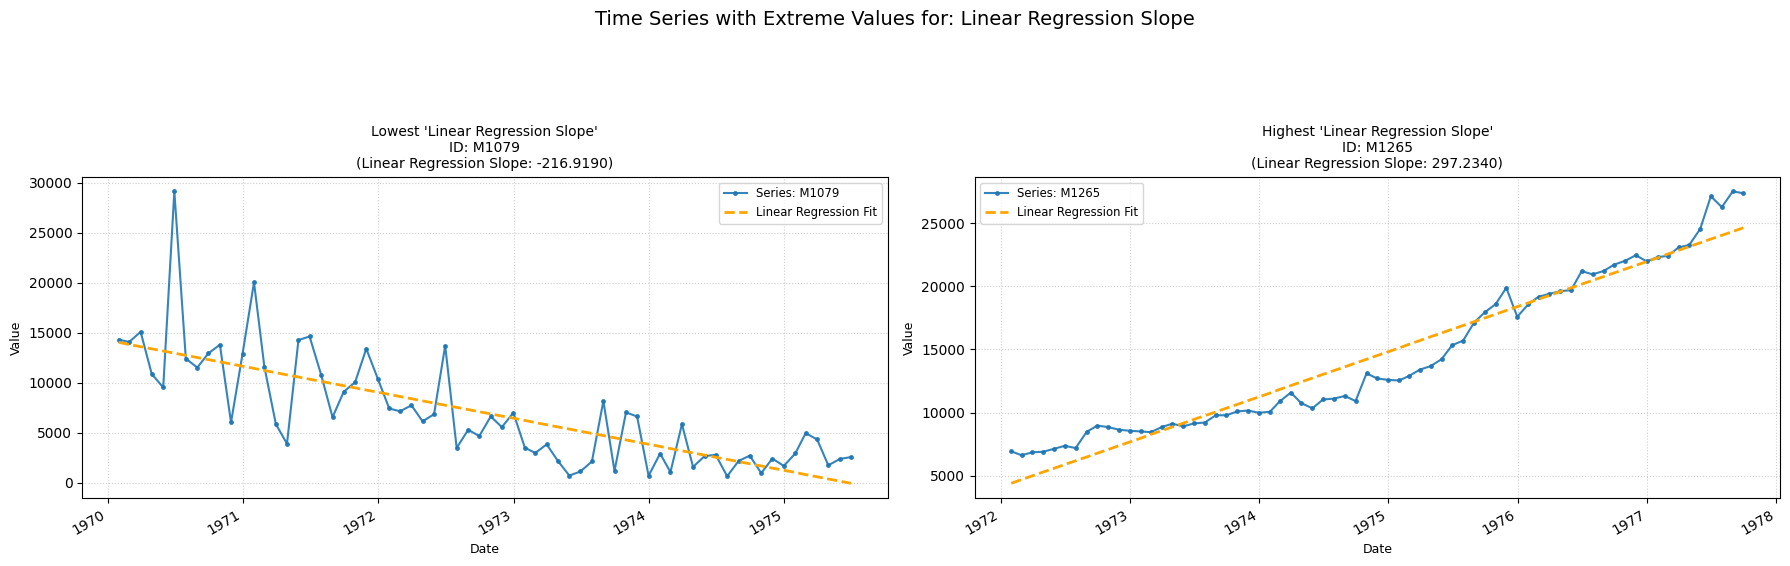 Time Series with Extreme Values for: Linear Regression Slope
Lowest 'Linear Regression Slope'
ID: M1079
(Linear Regression Slope: -216.9190)
Series: M1079
Linear Regression Fit
Value
30000
25000
20000
15000
10000
5000
0
1970
1971
1972
1973
1974
1975
Date
Highest 'Linear Regression Slope'
ID: M1265
(Linear Regression Slope: 297.2340)
Series: M1265
Linear Regression Fit
Value
25000
20000
15000
10000
5000
1972
1973
1974
1975
1976
1977
1978
Date